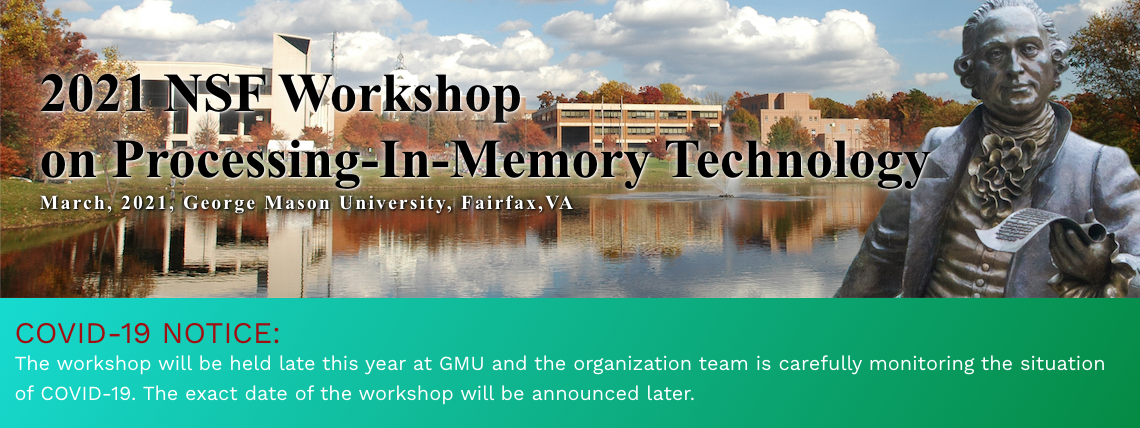 2021 NSF Workshop
on Processing-In-Memory Technology
March, 2021, George Mason University, Fairfax,VA
COVID-19 NOTICE:
The workshop will be held late this year at GMU and the organization team is carefully monitoring the situation
of COVID-19. The exact date of the workshop will be announced later.